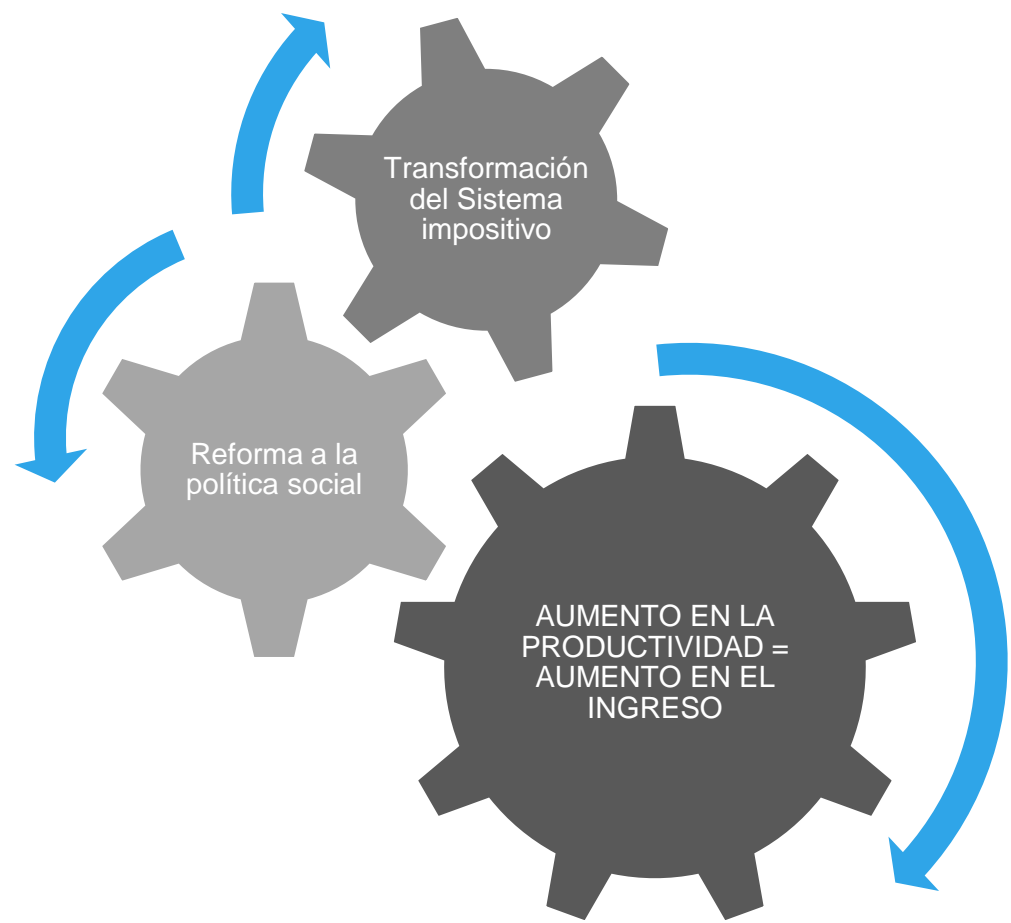 Transformación
del Sistema
impositivo
Reforma a la
política social
AUMENTO EN LA
PRODUCTIVIDAD =
AUMENTO EN EL
INGRESO